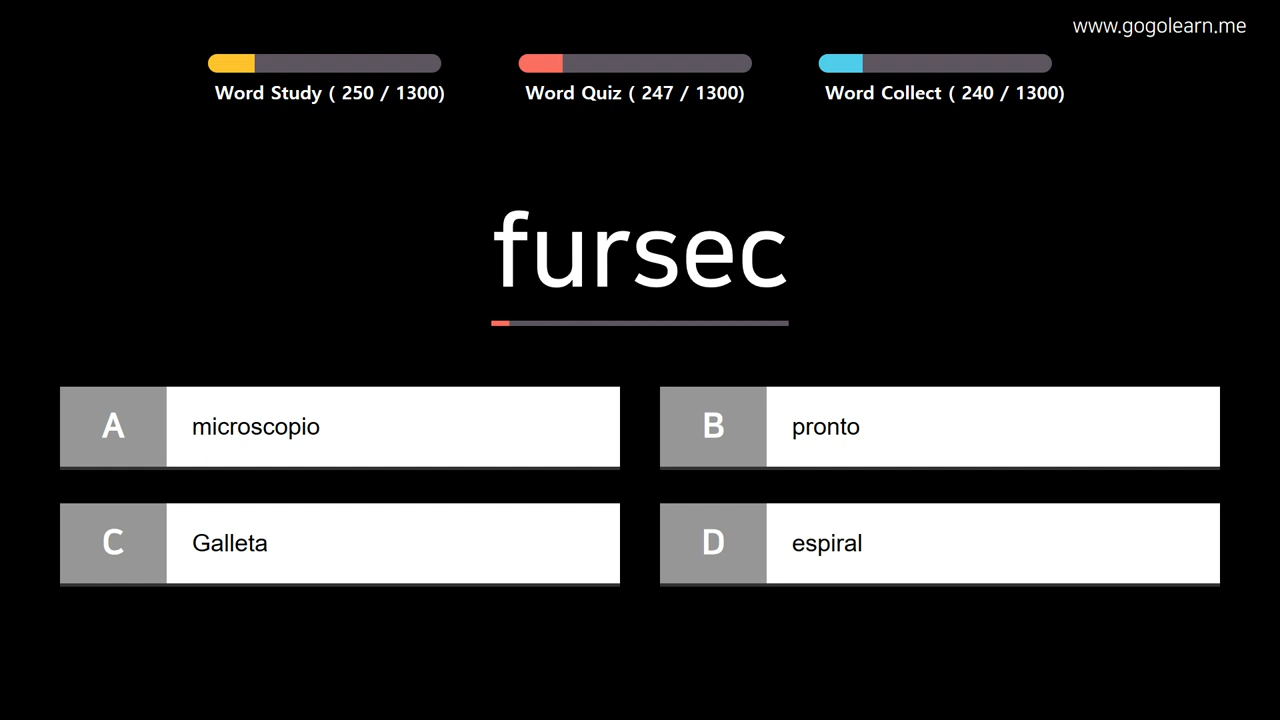 www.gogolearn.me
Word Study ( 250 / 1300)
Word Quiz ( 247 / 1300)
Word Collect ( 240 / 1300)
fursec
A microscopio
B pronto
C Galleta
D espiral